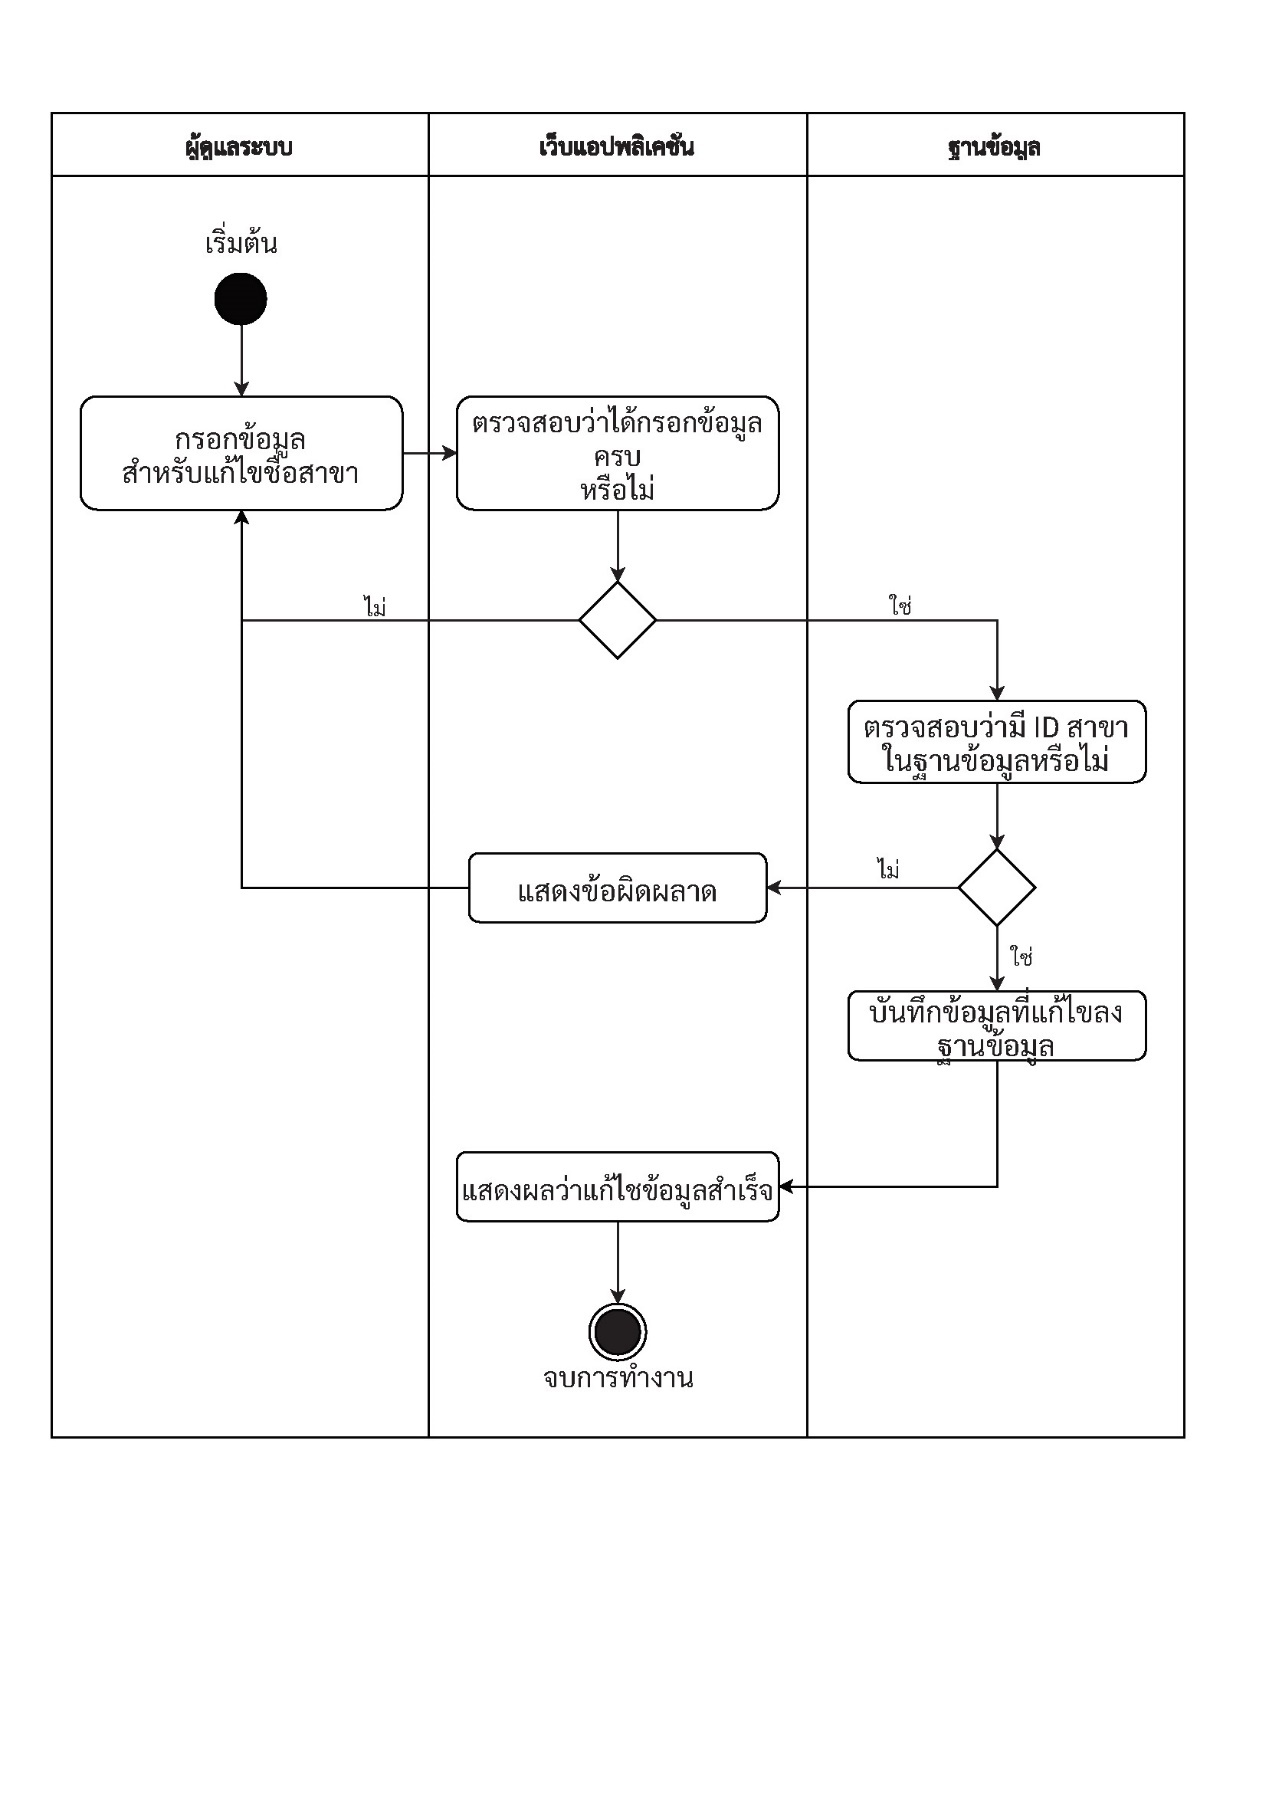 ผู้ดูแลระบบ
เว็บแอปพลิเคชั่น
ฐานข้อมูล
เริ่มต้น
กรอกข้อมูล
สำหรับแก้ไขชื่อสาขา
ตรวจสอบว่าได้กรอกข้อมูล
ครบ
หรือไม่
ไม่
ใช่
ตรวจสอบว่ามี ID สาขา
ในฐานข้อมูลหรือไม่
แสดงข้อผิดผลาด
ไม่
ใช่
บันทึกข้อมูลที่แก้ไขลง
ฐานข้อมูล
แสดงผลว่าแก้ไชข้อมูลสำเร็จ
จบการทำงาน